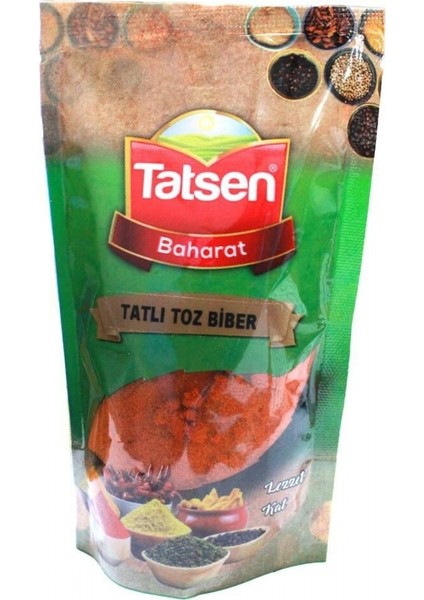 Tatsen®
Baharat
TATLI TOZ BİBER
Lezzet
Kat